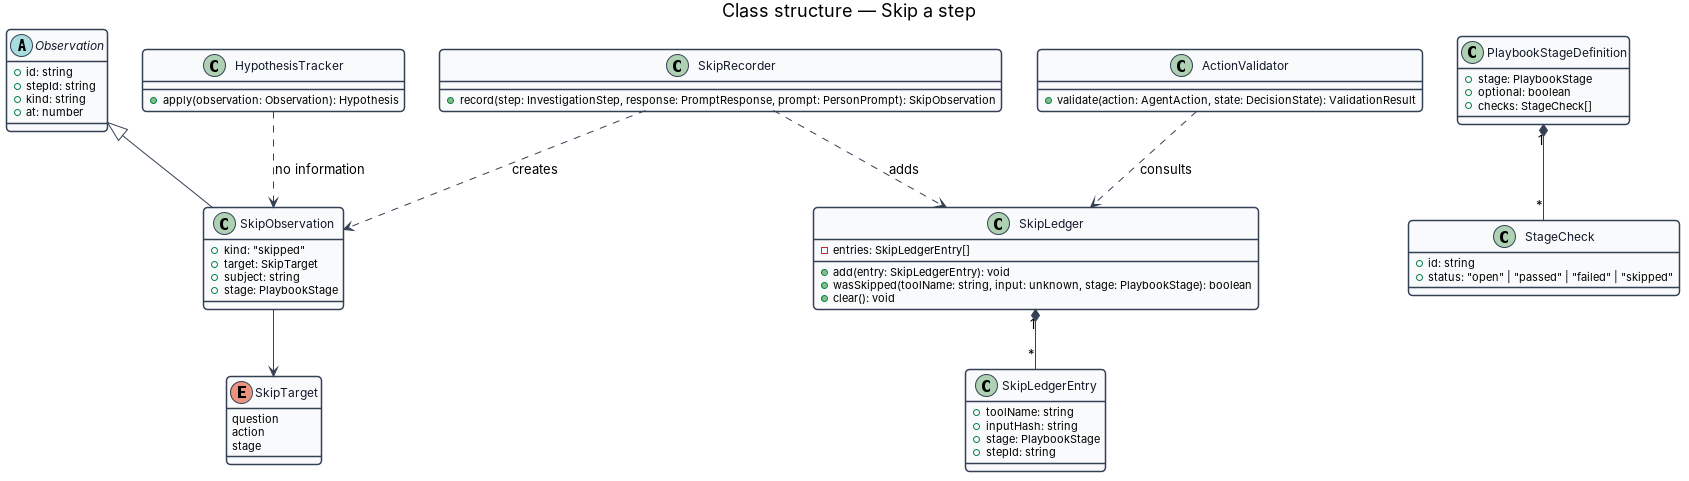 Class structure — Skip a step
A Observation
id: string
stepId: string
kind: string
at: number
C HypothesisTracker
apply(observation: Observation): Hypothesis
C SkipRecorder
record(step: InvestigationStep, response: PromptResponse, prompt: PersonPrompt): SkipObservation
C ActionValidator
validate(action: AgentAction, state: DecisionState): ValidationResult
C PlaybookStageDefinition
stage: PlaybookStage
optional: boolean
checks: StageCheck[]
no information
creates
adds
consults
1
*
C SkipObservation
kind: "skipped"
target: SkipTarget
subject: string
stage: PlaybookStage
C SkipLedger
entries: SkipLedgerEntry[]
add(entry: SkipLedgerEntry): void
wasSkipped(toolName: string, input: unknown, stage: PlaybookStage): boolean
clear(): void
C StageCheck
id: string
status: "open" | "passed" | "failed" | "skipped"
1
*
E SkipTarget
question
action
stage
C SkipLedgerEntry
toolName: string
inputHash: string
stage: PlaybookStage
stepId: string